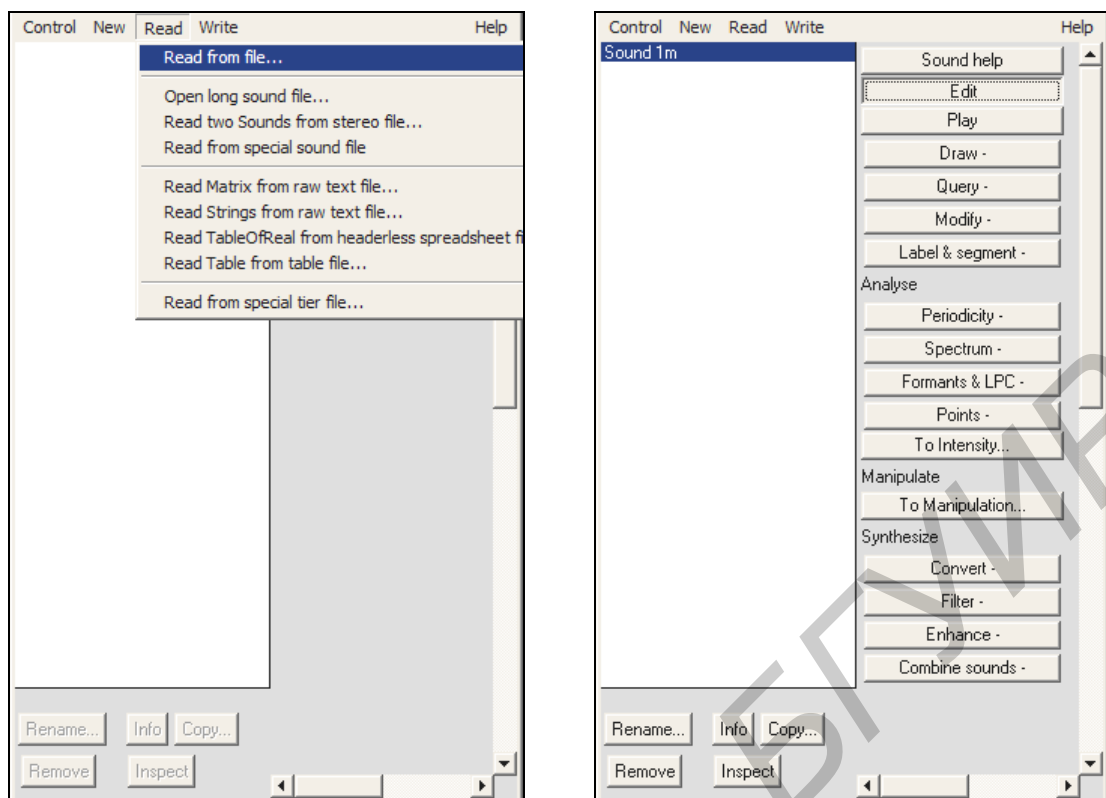 Control New Read Write Help
Read from file...
Open long sound file...
Read two Sounds from stereo file...
Read from special sound file
Read Matrix from raw text file...
Read Strings from raw text file...
Read TableOfReal from headerless spreadsheet fi
Read Table from table file...
Read from special tier file...
Rename... Info Copy...
Remove Inspect
Control New Read Write Help
Sound 1m
Sound help
Edit
Play
Draw -
Query -
Modify -
Label & segment -
Analyse
Periodicity -
Spectrum -
Formants & LPC -
Points -
To Intensity...
Manipulate
To Manipulation...
Synthesize
Convert -
Filter -
Enhance -
Combine sounds -
Rename... Info Copy...
Remove Inspect
БГУИР